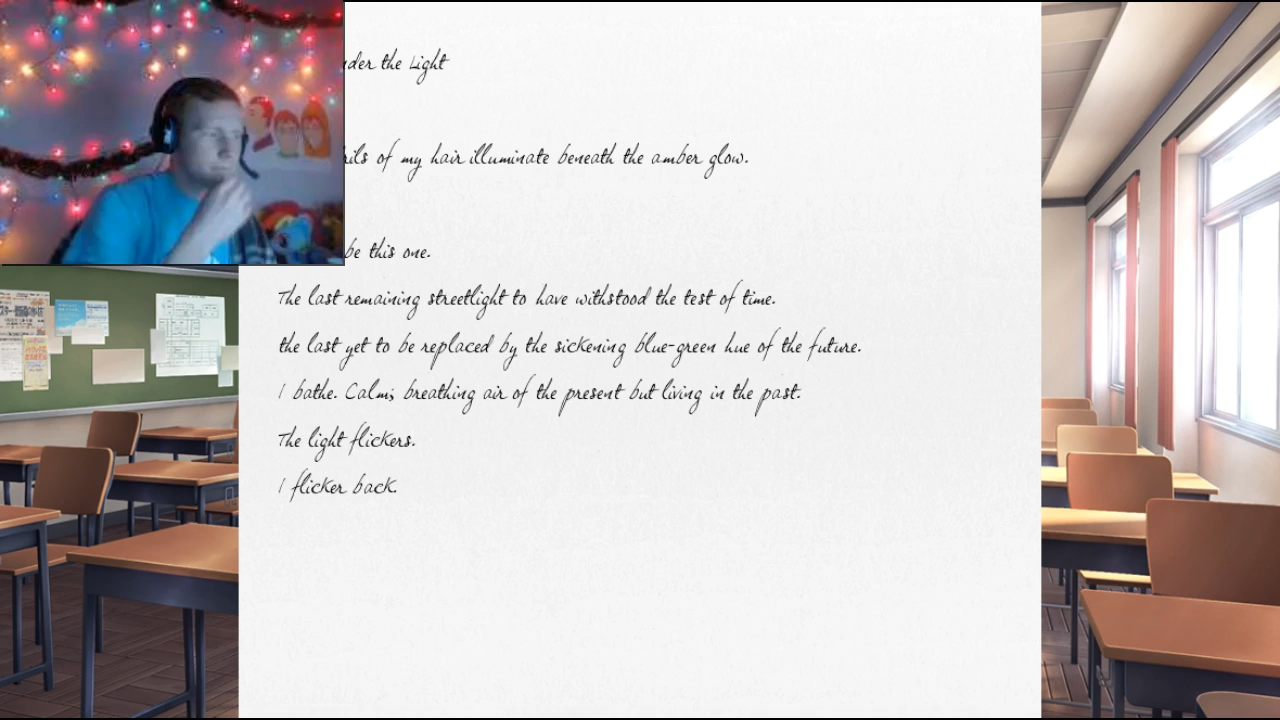 der the Light
of my hair illuminate beneath the amber glow.
be this one.
The last remaining streetlight to have withstood the test of time.
the last yet to be replaced by the sickening blue-green hue of the future.
I bathe. Calm; breathing air of the present but living in the past.
The light flickers.
I flicker back.